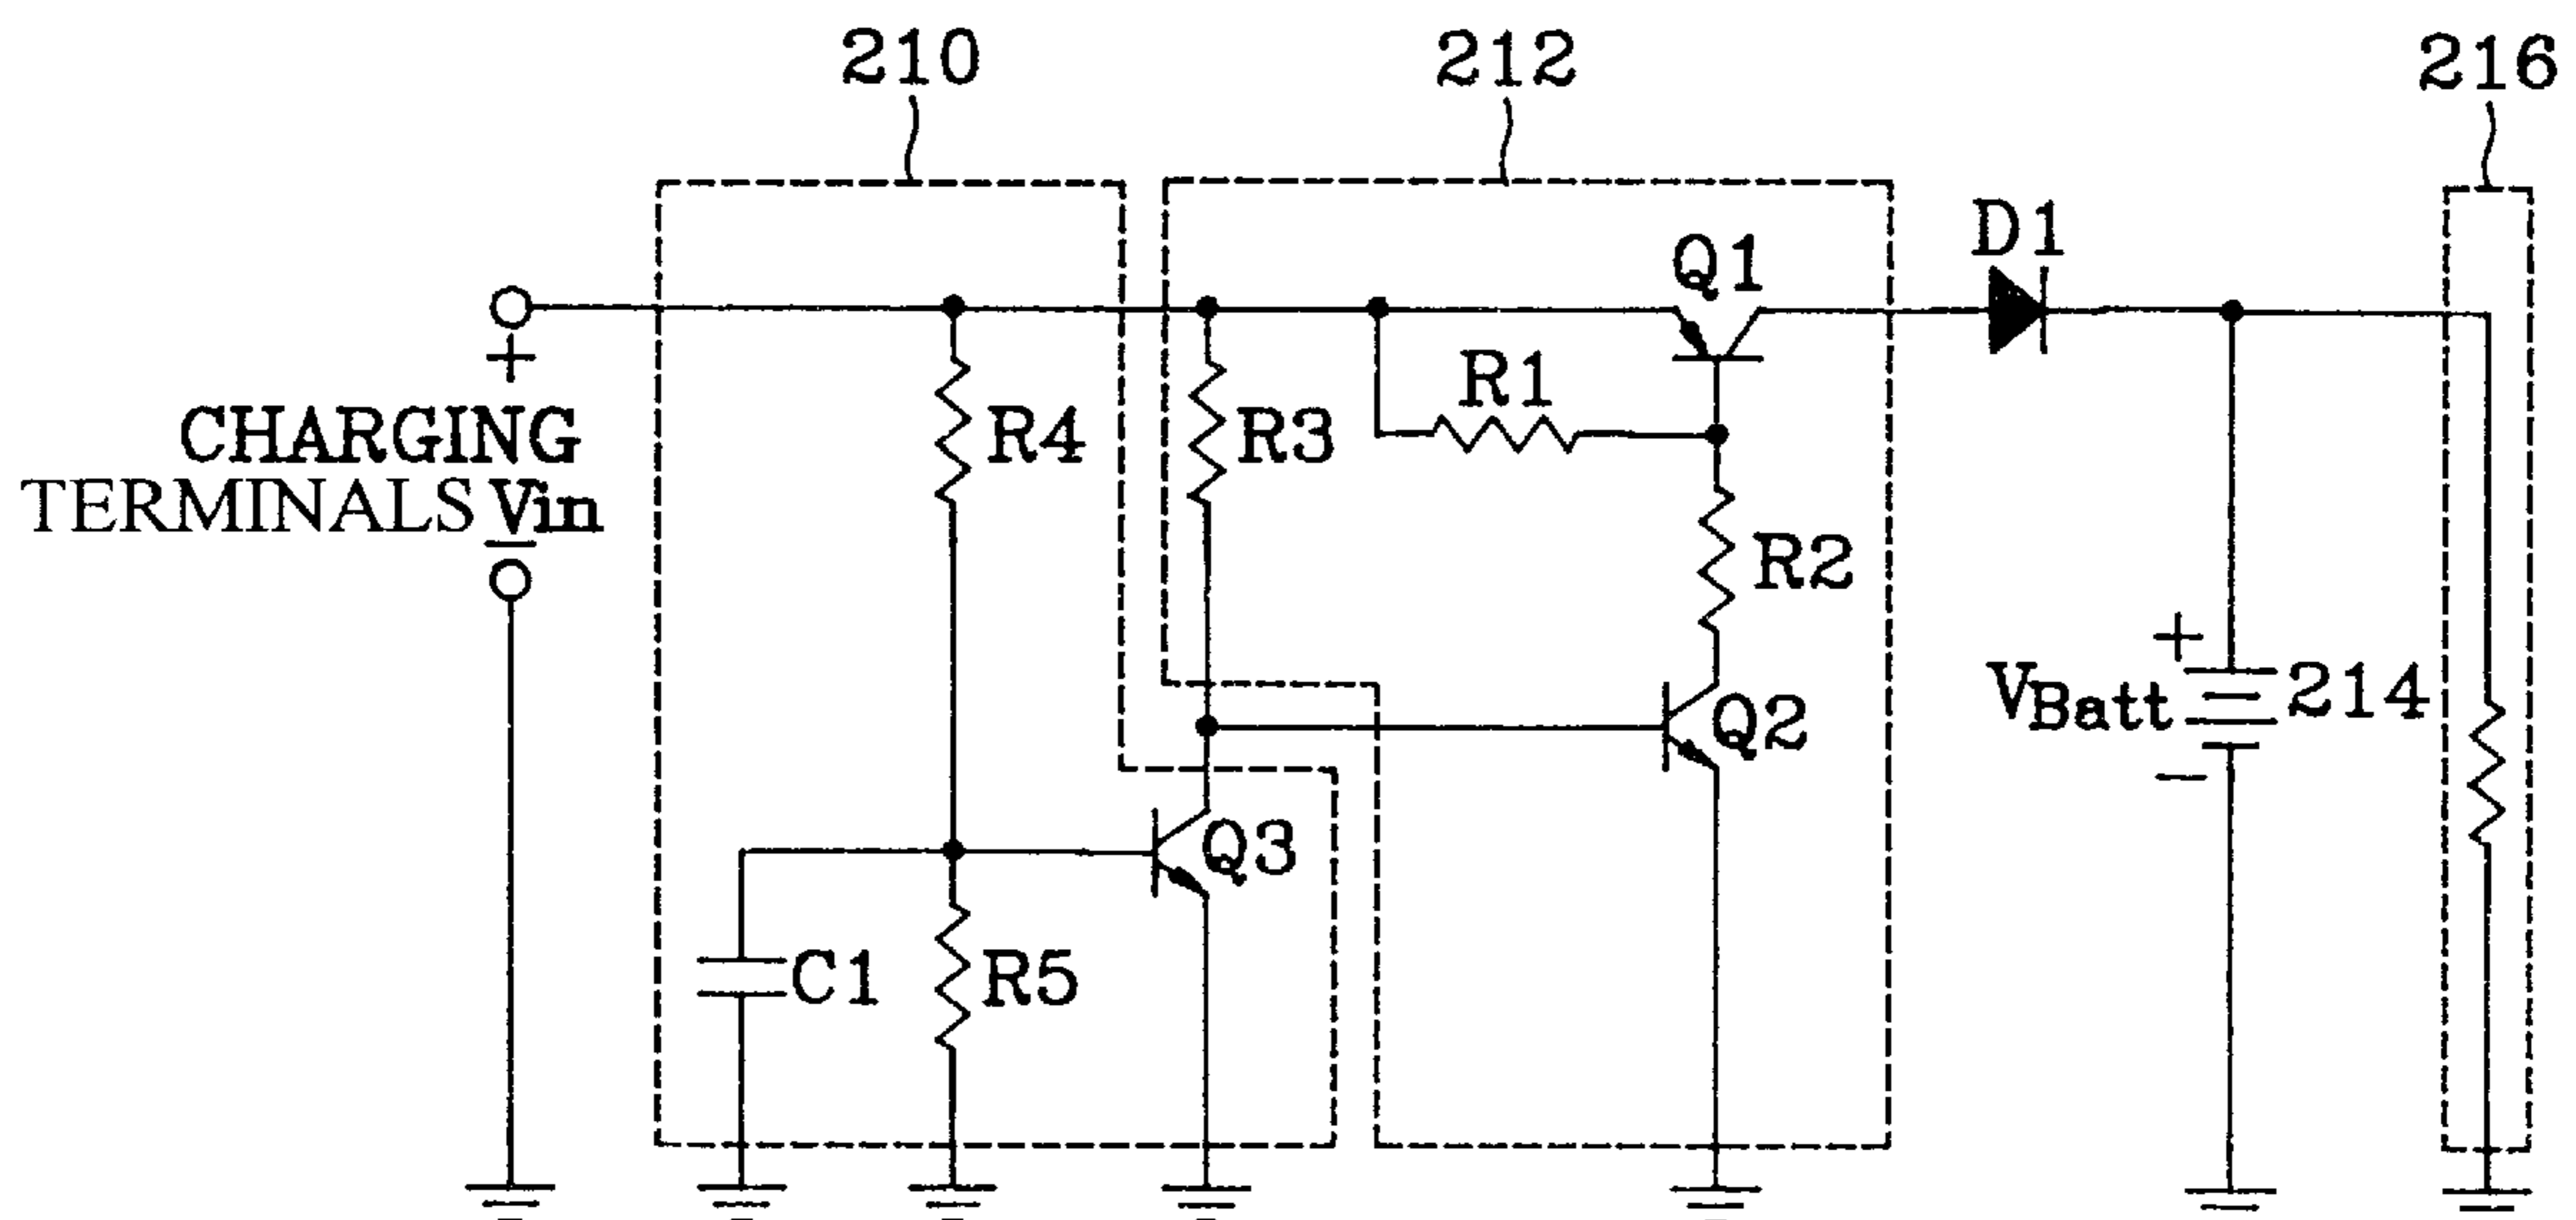 210
212
216
D1
Q1
+
R1
CHARGING
R4
R3
TERMINALS Vin
−
R2
+
VBatt
214
Q2
−
Q3
C1
R5